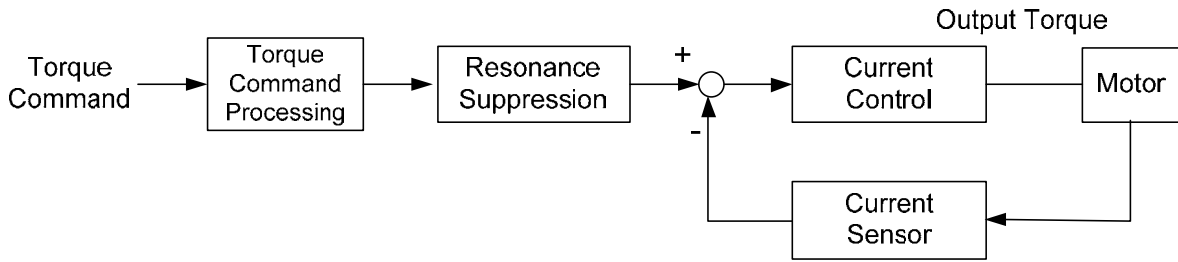 Output Torque
Torque
Command
Torque
Command
Processing
Resonance
Suppression
+
-
Current
Control
Motor
Current
Sensor